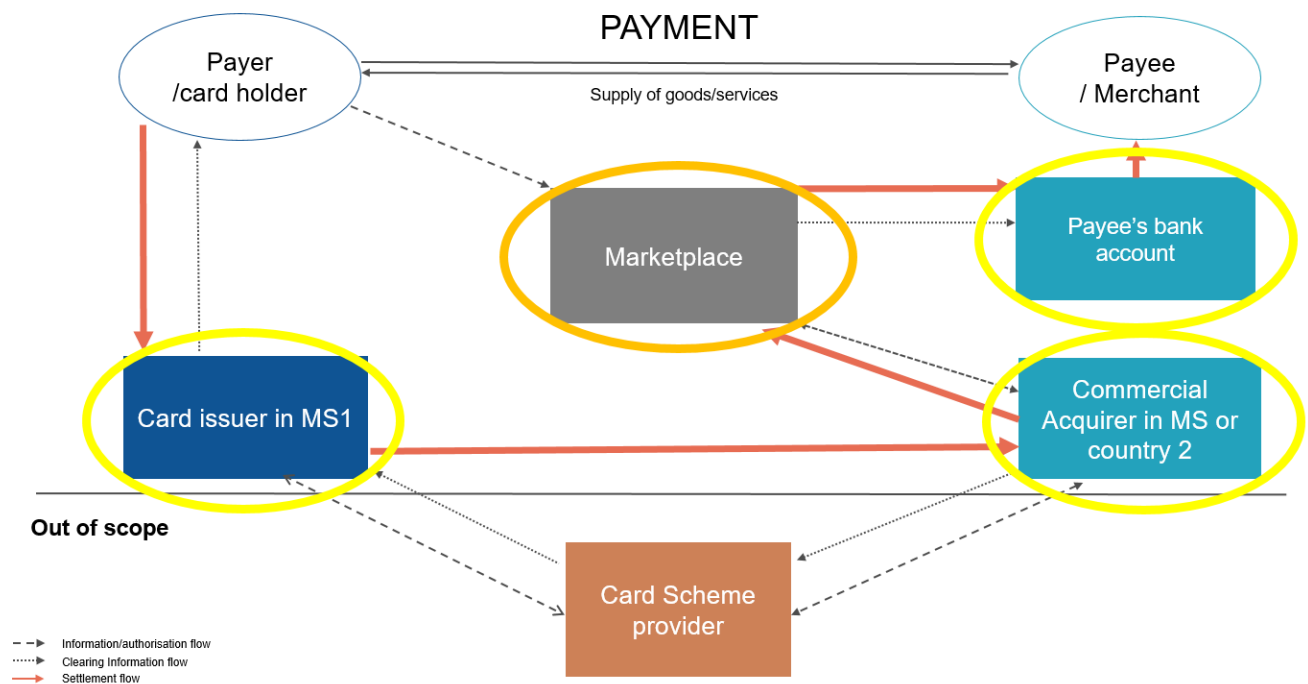 PAYMENT
Payer
/card holder
Payee
/ Merchant
Supply of goods/services
Marketplace
Payee's bank
account
Card issuer in MS1
Commercial
Acquirer in MS or
country 2
Out of scope
Card Scheme
provider
Information/authorisation flow
Clearing Information flow
Settlement flow